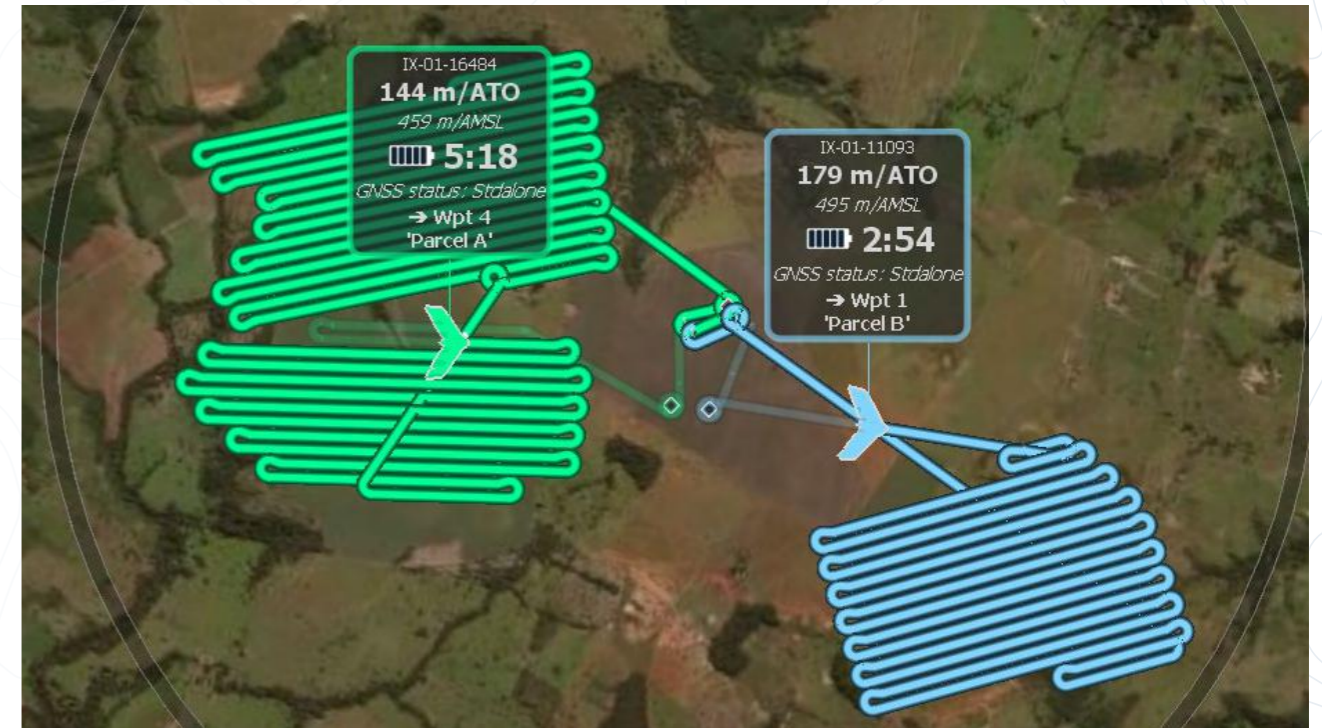 IX-01-16484
144 m/ATO
459 m/AMSL
5:18
GNSS status: Stdalone
➔ Wpt 4
'Parcel A'
IX-01-11093
179 m/ATO
495 m/AMSL
2:54
GNSS status: Stdalone
➔ Wpt 1
'Parcel B'